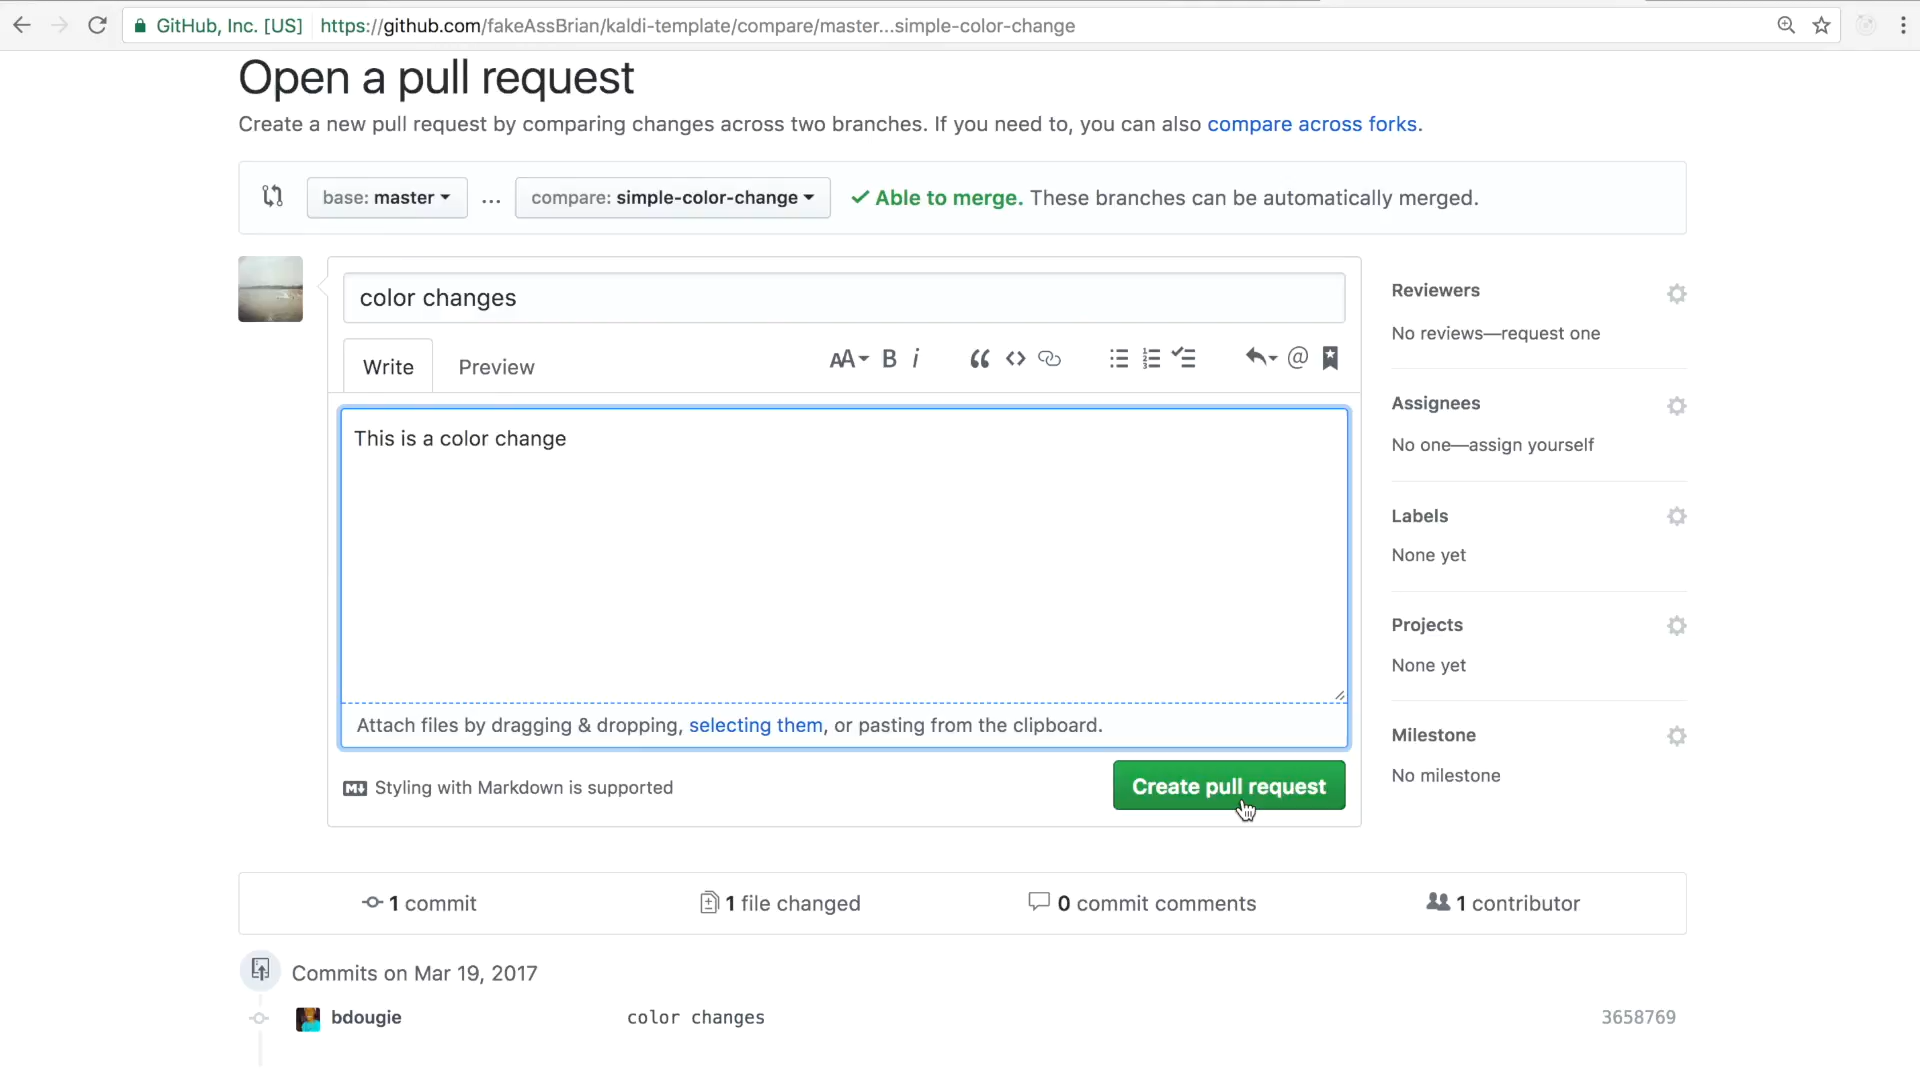 GitHub, Inc. [US] https://github.com/fakeAssBrian/kaldi-template/compare/master...simple-color-change
Open a pull request
Create a new pull request by comparing changes across two branches. If you need to, you can also compare across forks.
base: master ... compare: simple-color-change Able to merge. These branches can be automatically merged.
color changes
Write Preview AA B i “ <> @
This is a color change
Attach files by dragging & dropping, selecting them, or pasting from the clipboard.
M↓ Styling with Markdown is supported
Create pull request
Reviewers
No reviews—request one
Assignees
No one—assign yourself
Labels
None yet
Projects
None yet
Milestone
No milestone
1 commit 1 file changed 0 commit comments 1 contributor
Commits on Mar 19, 2017
bdougie color changes 3658769